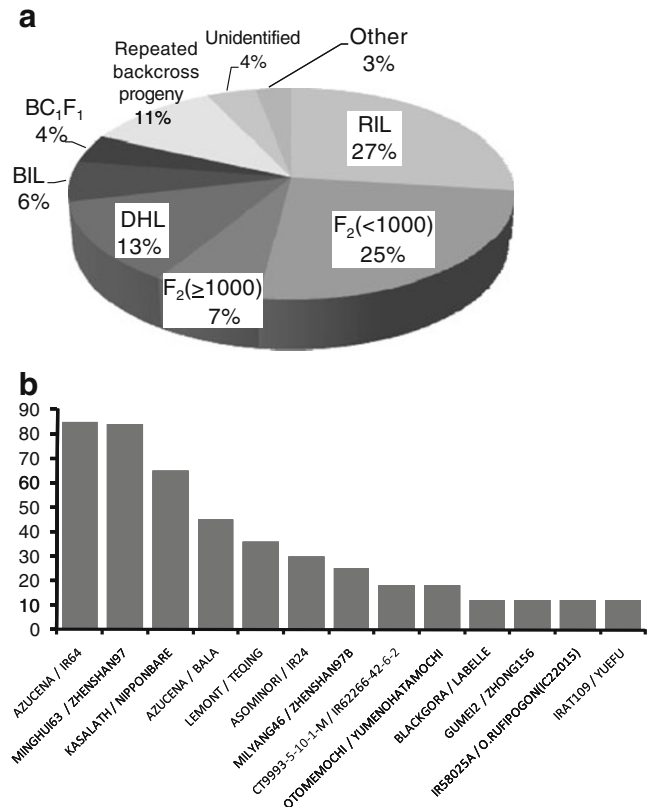 a
Repeated
backcross
progeny
11%
Unidentified
4%
Other
3%
BC₁F₁
4%
RIL
27%
BIL
6%
DHL
13%
F₂(<1000)
25%
F₂(≥1000)
7%
b
90
80
70
60
50
40
30
20
10
0
AZUCENA / IR64
MINGHUI63 / ZHENSHAN97
KASALATH / NIPPONBARE
AZUCENA / BALA
LEMONT / TEQING
ASOMINORI / IR24
MILYANG46 / ZHENSHAN97B
CT9993-5-10-1-M / IR62266-42-6-2
OTOMEMOCHI / YUMENOHATAMOCHI
BLACKGORA / LABELLE
GUMEI2 / ZHONG156
IR58025A / O.RUFIPOGON(IC22015)
IRAT109 / YUEFU